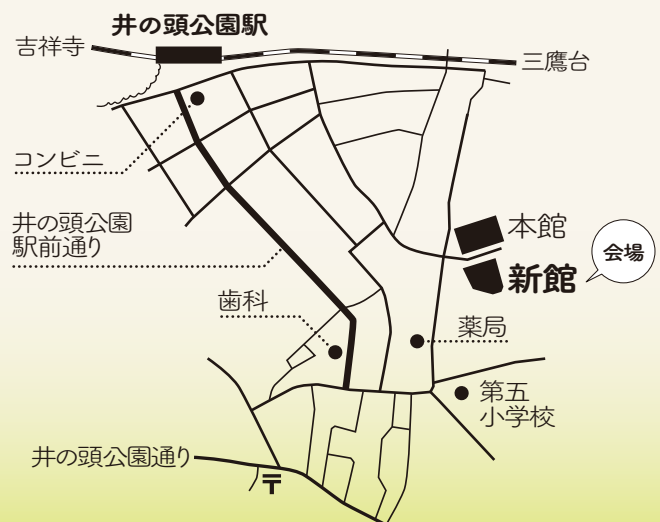 井の頭公園駅
吉祥寺
三鷹台
コンビニ
井の頭公園
駅前通り
本館
会場
新館
歯科
薬局
第五
小学校
井の頭公園通り
〒